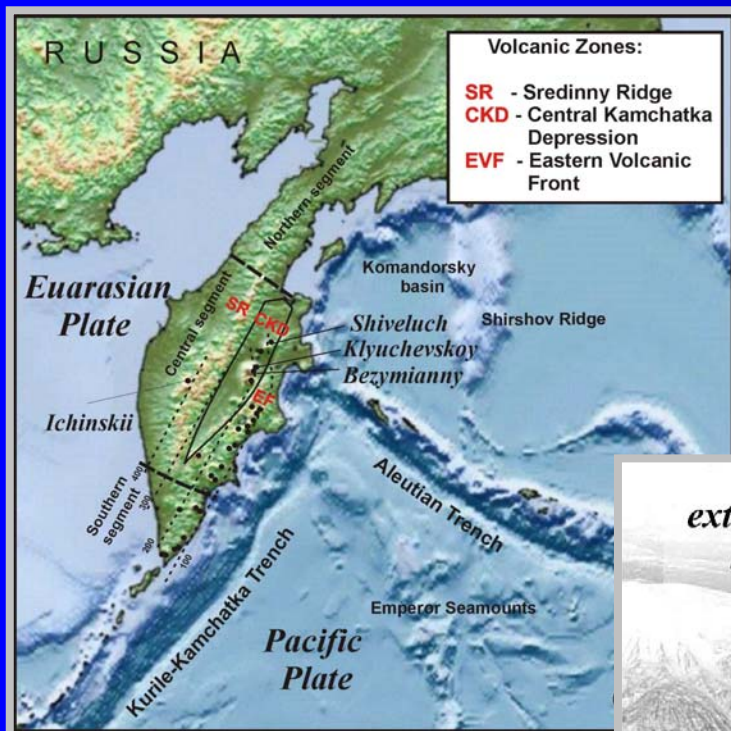 RUSSIA
Volcanic Zones:
SR - Sredinny Ridge
CKD - Central Kamchatka
Depression
EVF - Eastern Volcanic
Front
Northern segment
Komandorsky
basin
Euarasian
Plate
Central segment
SR
CKD
Shirshov Ridge
Shiveluch
Klyuchevskoy
Bezymianny
EF
Ichinskii
Southern
segment
400
300
200
100
Aleutian Trench
Kurile-Kamchatka Trench
Emperor Seamounts
Pacific
Plate
ext